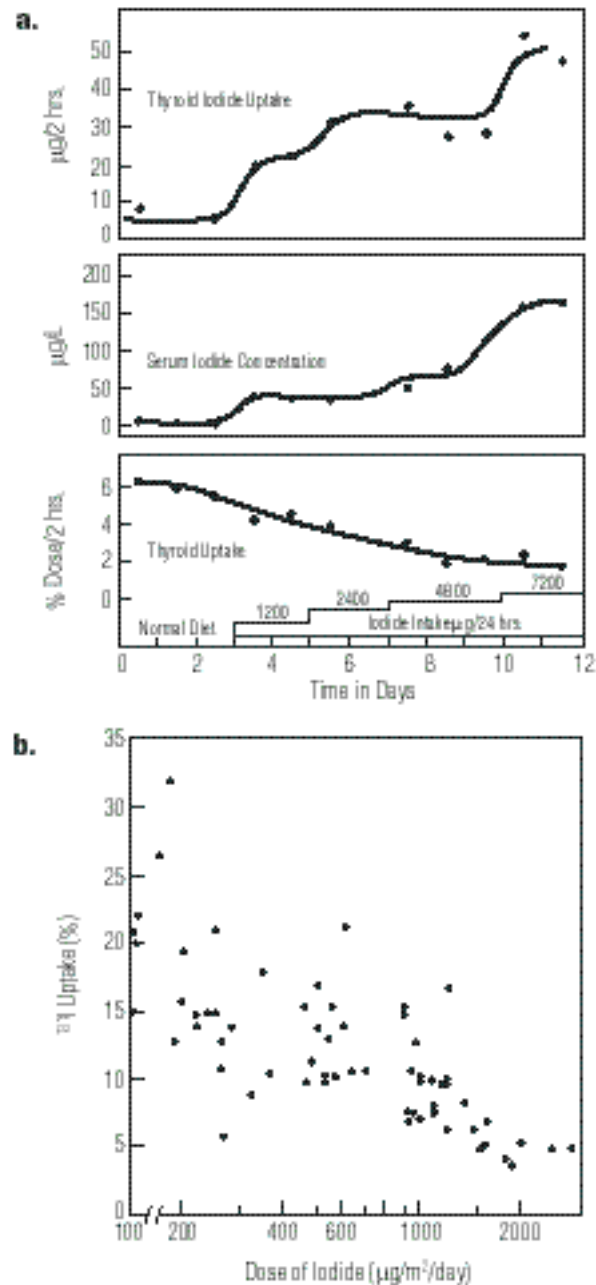 a.
50
40
30
20
10
0
µg/2 hrs.
Thyroid Iodide Uptake
200
150
100
50
0
µg/L
Serum Iodide Concentration
6
4
2
0
% Dose/2 hrs.
Thyroid Uptake
1200
2400
4800
7200
Normal Diet.
Iodide Intake µg/24 hrs.
0 2 4 6 8 10 12
Time in Days
b.
35
30
25
20
15
10
5
0
¹³¹I Uptake (%)
100 200 400 600 1000 2000
Dose of Iodide (µg/m²/day)